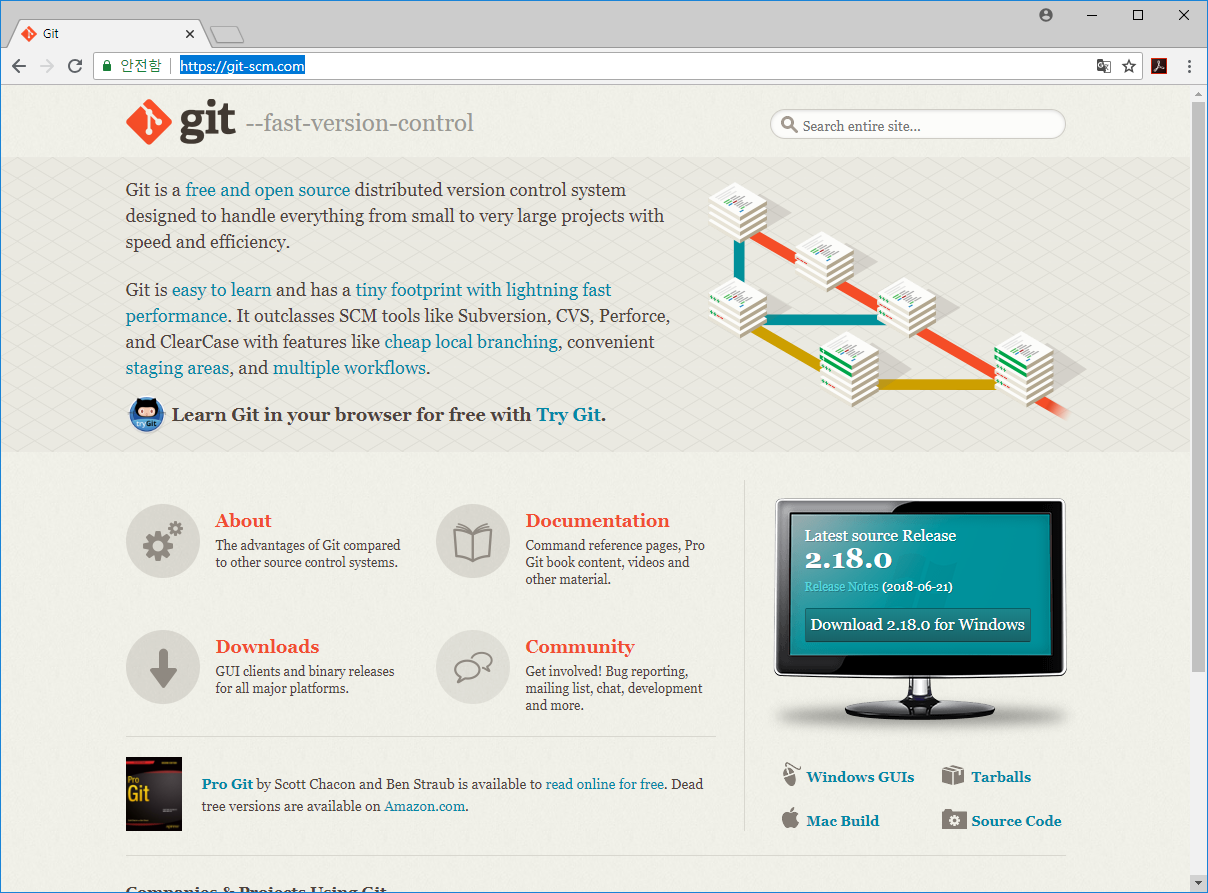 Git
안전함
https://git-scm.com
git --fast-version-control
Search entire site...
Git is a free and open source distributed version control system
designed to handle everything from small to very large projects with
speed and efficiency.
Git is easy to learn and has a tiny footprint with lightning fast
performance. It outclasses SCM tools like Subversion, CVS, Perforce,
and ClearCase with features like cheap local branching, convenient
staging areas, and multiple workflows.
tryGit
Learn Git in your browser for free with Try Git.
About
The advantages of Git compared
to other source control systems.
Documentation
Command reference pages, Pro
Git book content, videos and
other material.
Downloads
GUI clients and binary releases
for all major platforms.
Community
Get involved! Bug reporting,
mailing list, chat, development
and more.
Latest source Release
2.18.0
Release Notes (2018-06-21)
Download 2.18.0 for Windows
Windows GUIs
Tarballs
Mac Build
Source Code
Pro
Git
Pro Git by Scott Chacon and Ben Straub is available to read online for free. Dead
tree versions are available on Amazon.com.
Companies & Projects Using Git